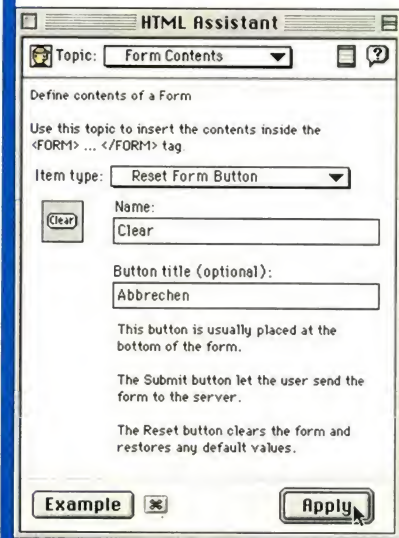 HTML Assistant
Topic: Form Contents
Define contents of a Form
Use this topic to insert the contents inside the
<FORM> ... </FORM> tag.
Item type: Reset Form Button
Clear
Name:
Clear
Button title (optional):
Abbrechen
This button is usually placed at the
bottom of the form.
The Submit button let the user send the
form to the server.
The Reset button clears the form and
restores any default values.
Example ⌘ Apply